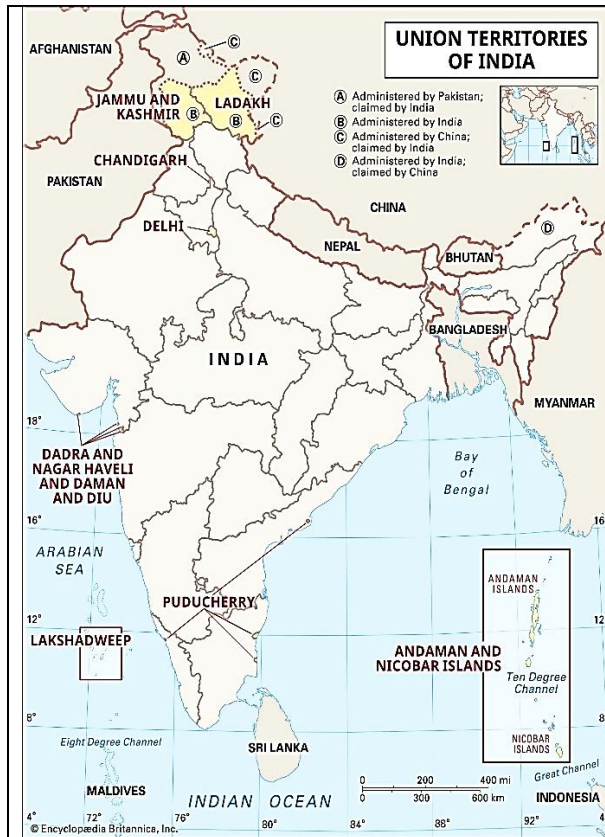 UNION TERRITORIES
OF INDIA
Ⓐ Administered by Pakistan;
claimed by India
Ⓑ Administered by India
Ⓒ Administered by China;
claimed by India
Ⓓ Administered by India;
claimed by China
AFGHANISTAN
Ⓐ
Ⓒ
Ⓒ
JAMMU AND
KASHMIR
LADAKH
Ⓑ
Ⓑ
Ⓒ
CHANDIGARH
PAKISTAN
DELHI
CHINA
NEPAL
BHUTAN
Ⓓ
BANGLADESH
INDIA
MYANMAR
18°
DADRA AND
NAGAR HAVELI
AND DAMAN
AND DIU
Bay
of
Bengal
16°
16°
ARABIAN
SEA
ANDAMAN
ISLANDS
PUDUCHERRY
12°
12°
LAKSHADWEEP
ANDAMAN AND
NICOBAR ISLANDS
Ten Degree
Channel
8°
8°
Eight Degree Channel
NICOBAR
ISLANDS
SRI LANKA
Great Channel
MALDIVES
0 200 400 mi
0 300 600 km
INDIAN OCEAN
INDONESIA
4°
72°
76°
80°
88°
92°
4°
© Encyclopædia Britannica, Inc.